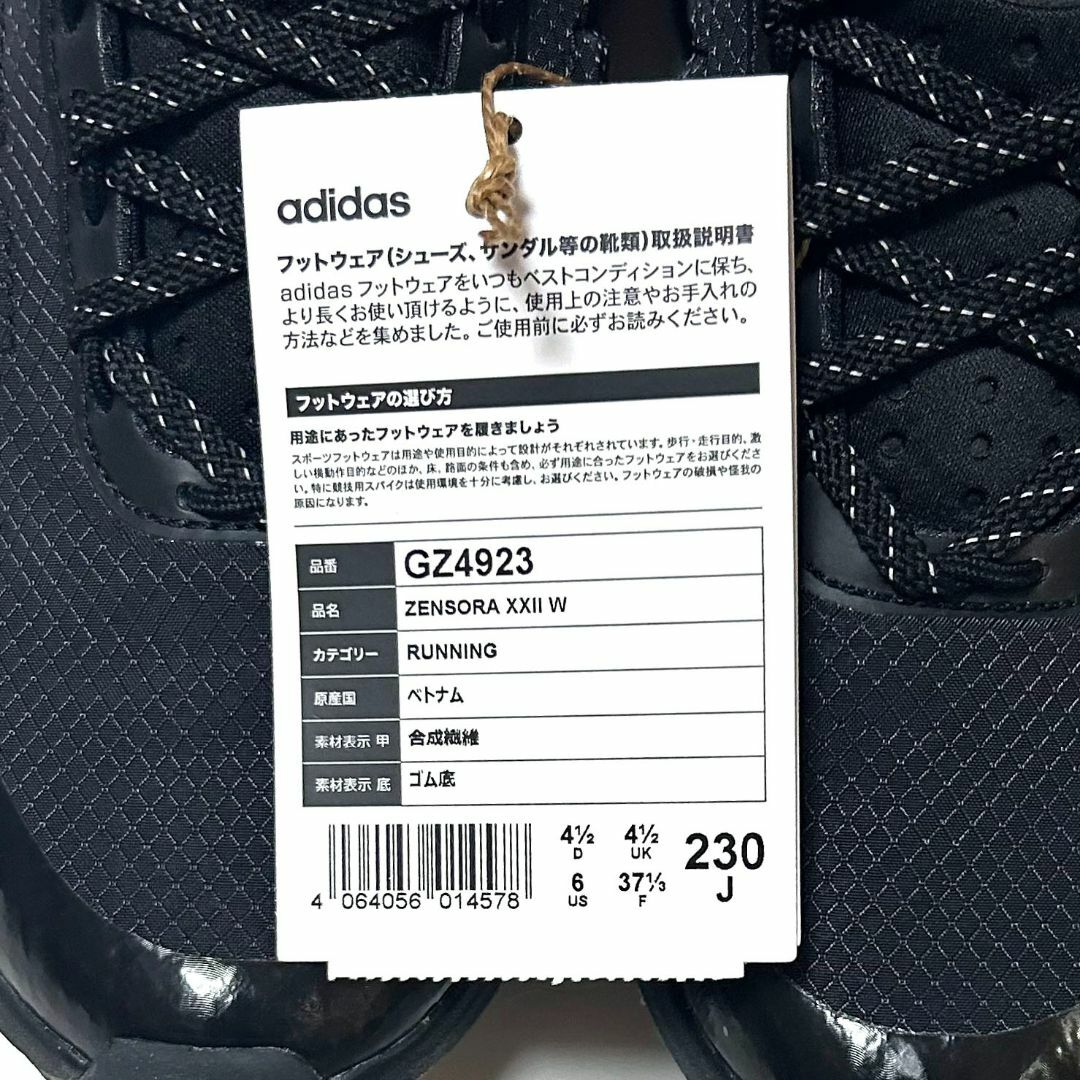 adidas
フットウェア(シューズ、サンダル等の靴類)取扱説明書
adidas フットウェアをいつもベストコンディションに保ち、
より長くお使い頂けるように、使用上の注意やお手入れの
方法などを集めました。ご使用前に必ずお読みください。
フットウェアの選び方
用途にあったフットウェアを履きましょう
スポーツフットウェアは用途や使用目的によって設計がそれぞれされています。歩行・走行目的、激
しい機動作目的などのほか、床、路面の条件も含め、必ず用途に合ったフットウェアをお選びくださ
い。特に競技用スパイクは使用環境を十分に考慮し、お選びください。フットウェアの破損や怪我の
原因になります。
品番 GZ4923
品名 ZENSORA XXII W
カテゴリー RUNNING
原産国 ベトナム
素材表示 甲 合成繊維
素材表示 底 ゴム底
4½ 4½ 230
D UK J
6 37⅓
US F
4 064056 014578